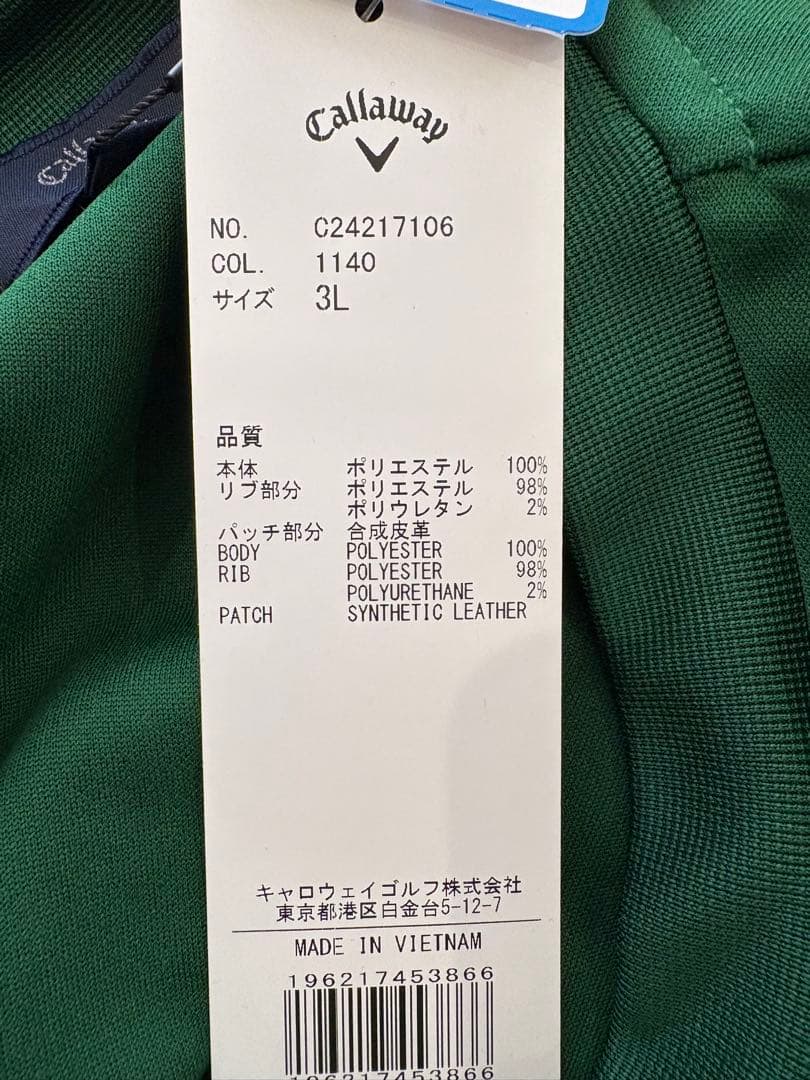 Callaway
Calla
NO. C24217106
COL. 1140
サイズ 3L
品質
本体 ポリエステル 100%
リブ部分 ポリエステル 98%
ポリウレタン 2%
パッチ部分 合成皮革
BODY POLYESTER 100%
RIB POLYESTER 98%
POLYURETHANE 2%
PATCH SYNTHETIC LEATHER
キャロウェイゴルフ株式会社
東京都港区白金台5-12-7
MADE IN VIETNAM
196217453866
196217453866